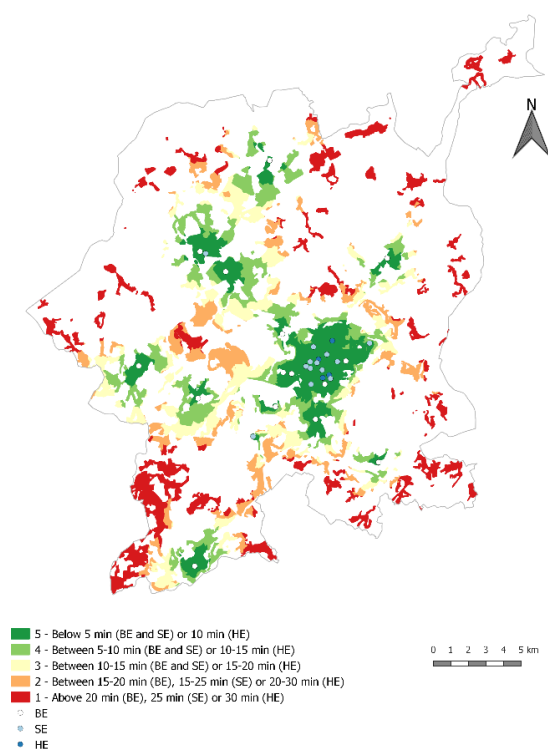 N
5 - Below 5 min (BE and SE) or 10 min (HE)
4 - Between 5-10 min (BE and SE) or 10-15 min (HE)
3 - Between 10-15 min (BE and SE) or 15-20 min (HE)
2 - Between 15-20 min (BE), 15-25 min (SE) or 20-30 min (HE)
1 - Above 20 min (BE), 25 min (SE) or 30 min (HE)
BE
SE
HE
0 1 2 3 4 5 km